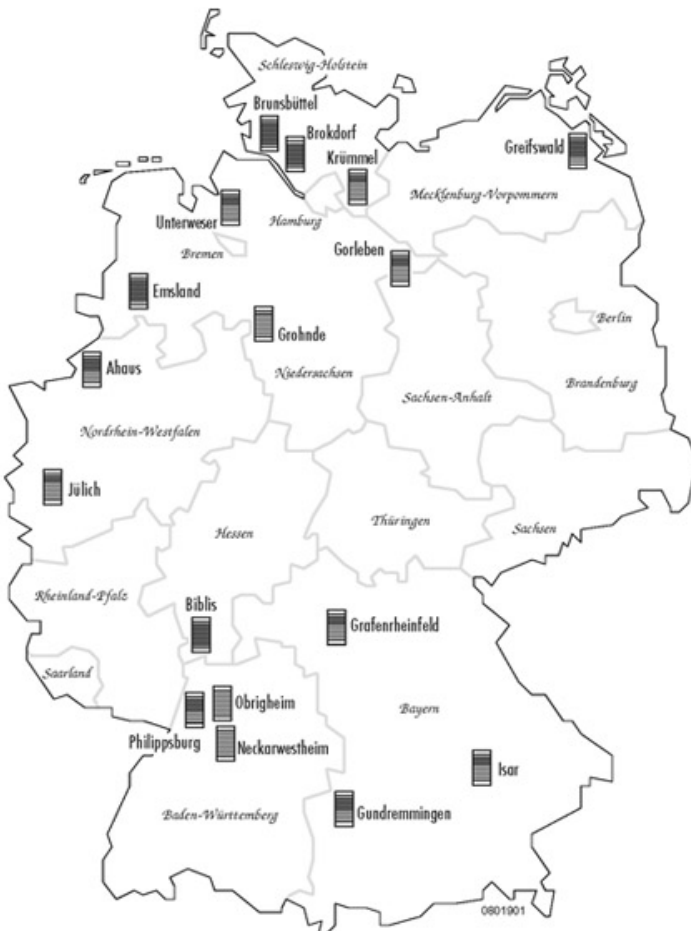 Schleswig-Holstein
Brunsbüttel
Brokdorf
Krümmel
Greifswald
Mecklenburg-Vorpommern
Unterweser
Hamburg
Bremen
Gorleben
Emsland
Grohnde
Berlin
Ahaus
Niedersachsen
Brandenburg
Sachsen-Anhalt
Nordrhein-Westfalen
Jülich
Hessen
Thüringen
Sachsen
Rheinland-Pfalz
Biblis
Grafenrheinfeld
Saarland
Obrigheim
Bayern
Philippsburg
Neckarwestheim
Isar
Baden-Württemberg
Gundremmingen
0801901